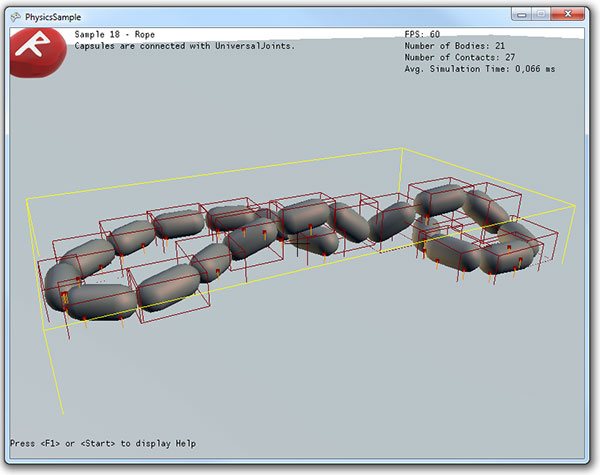 PhysicsSample
R
Sample 18 - Rope
Capsules are connected with UniversalJoints.
FPS: 60
Number of Bodies: 21
Number of Contacts: 27
Avg. Simulation Time: 0,066 ms
Press <F1> or <Start> to display Help